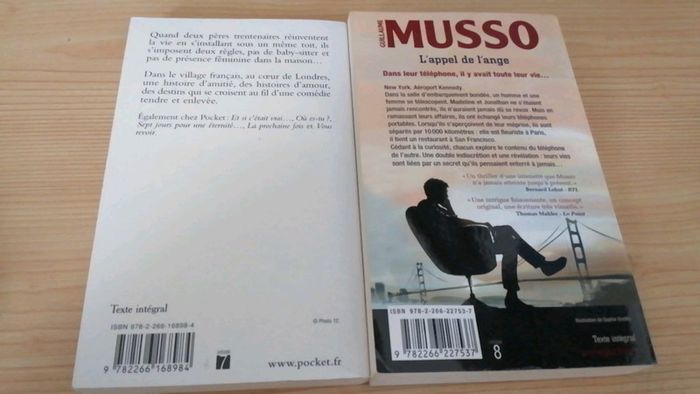 Quand deux pères trentenaires réinventent
la vie en s'installant sous un même toit, ils
s'imposent deux règles, pas de baby-sitter et
pas de présence féminine dans la maison...
Dans le village français, au cœur de Londres,
une histoire d'amitié, des histoires d'amour,
des destins qui se croisent au fil d'une comédie
tendre et enlevée.
Également chez Pocket : Et si c'était vrai..., Où es-tu ?,
Sept jours pour une éternité..., La prochaine fois et Vous
revoir.
Texte intégral
ISBN 978-2-266-16898-4
9 782266 168984
7
© Photo
www.pocket.fr
GUILLAUME
MUSSO
L'appel de l'ange
Dans leur téléphone, il y avait toute leur vie...
New York. Aéroport Kennedy
Dans la salle d'embarquement bondée, un homme et une
femme se télescopent. Madeline et Jonathan ne s'étaient
jamais rencontrés, ils n'auraient jamais dû se revoir. Mais en
ramassant leurs affaires, ils ont échangé leurs téléphones
portables. Lorsqu'ils s'aperçoivent de leur méprise, ils sont
séparés par 10 000 kilomètres : elle est fleuriste à Paris,
il tient un restaurant à San Francisco.
Cédant à la curiosité, chacun explore le contenu du téléphone
de l'autre. Une double indiscrétion et une révélation : leurs vies
sont liées par un secret qu'ils pensaient enterré à jamais...
« Un thriller d'une intensité que Musso
n'a jamais atteinte jusqu'à présent. »
Bernard Lehut - RTL
« Une intrigue foisonnante, un concept
original, une écriture très visuelle. »
Thomas Mahler - Le Point
ISBN 978-2-266-22753-7
9 782266 227537
8
Illustration de Sophie
Texte intégral